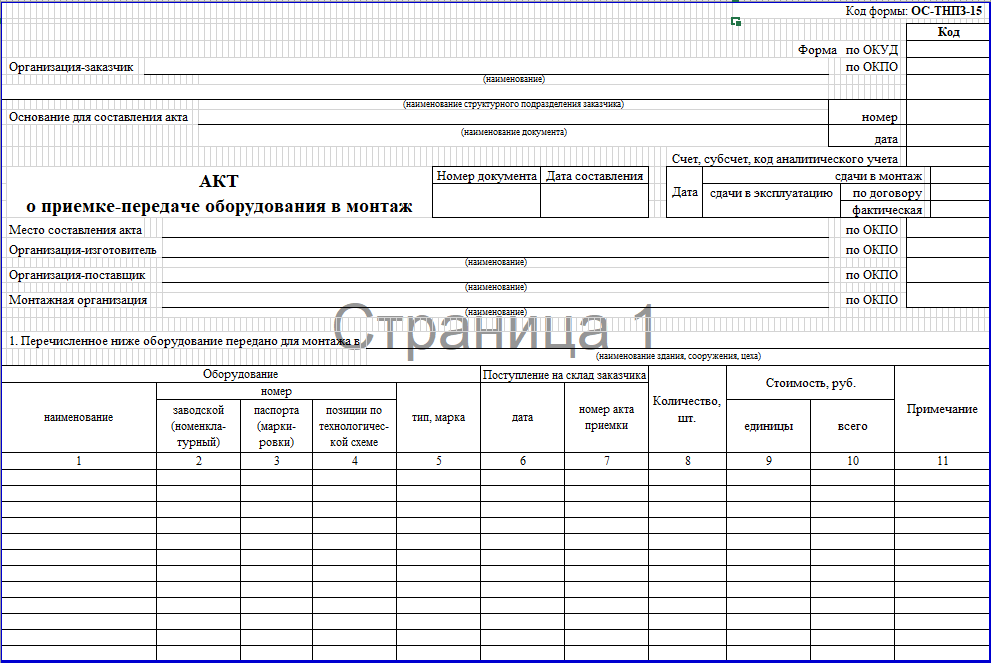 Код формы: ОС-ТНПЗ-15
Код
Форма по ОКУД
Организация-заказчик по ОКПО
(наименование)
(наименование структурного подразделения заказчика)
Основание для составления акта номер
(наименование документа)
дата
Счет, субсчет, код аналитического учета
АКТ
о приемке-передаче оборудования в монтаж
Номер документа Дата составления
Дата
сдачи в монтаж
сдачи в эксплуатацию
по договору
фактическая
Место составления акта по ОКПО
Организация-изготовитель по ОКПО
(наименование)
Организация-поставщик по ОКПО
(наименование)
Монтажная организация по ОКПО
(наименование)
Страница 1
1. Перечисленное ниже оборудование передано для монтажа в
(наименование здания, сооружения, цеха)
Оборудование
наименование
номер
заводской
(номенкла-
турный)
паспорта
(марки-
ровки)
позиции по
технологичес-
кой схеме
тип, марка
Поступление на склад заказчика
дата
номер акта
приемки
Количество,
шт.
Стоимость, руб.
единицы
всего
Примечание
1 2 3 4 5 6 7 8 9 10 11